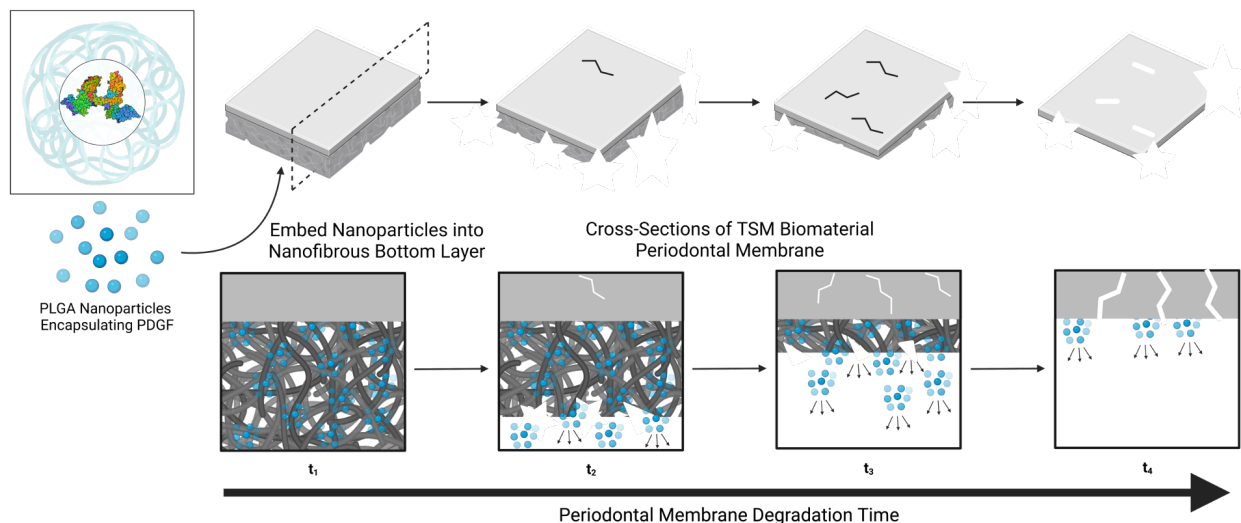 Embed Nanoparticles into
Nanofibrous Bottom Layer
Cross-Sections of TSM Biomaterial
Periodontal Membrane
PLGA Nanoparticles
Encapsulating PDGF
t₁
t₂
t₃
t₄
Periodontal Membrane Degradation Time